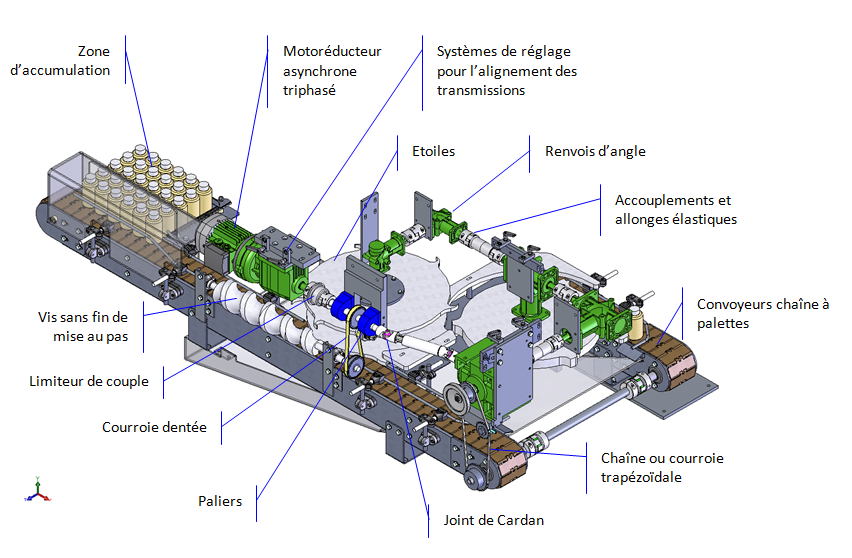 Zone
d’accumulation
Motoréducteur
asynchrone
triphasé
Systèmes de réglage
pour l’alignement des
transmissions
Etoiles
Renvois d’angle
Accouplements et
allonges élastiques
Vis sans fin de
mise au pas
Convoyeurs chaîne à
palettes
Limiteur de couple
Courroie dentée
Chaîne ou courroie
trapézoïdale
Paliers
Joint de Cardan